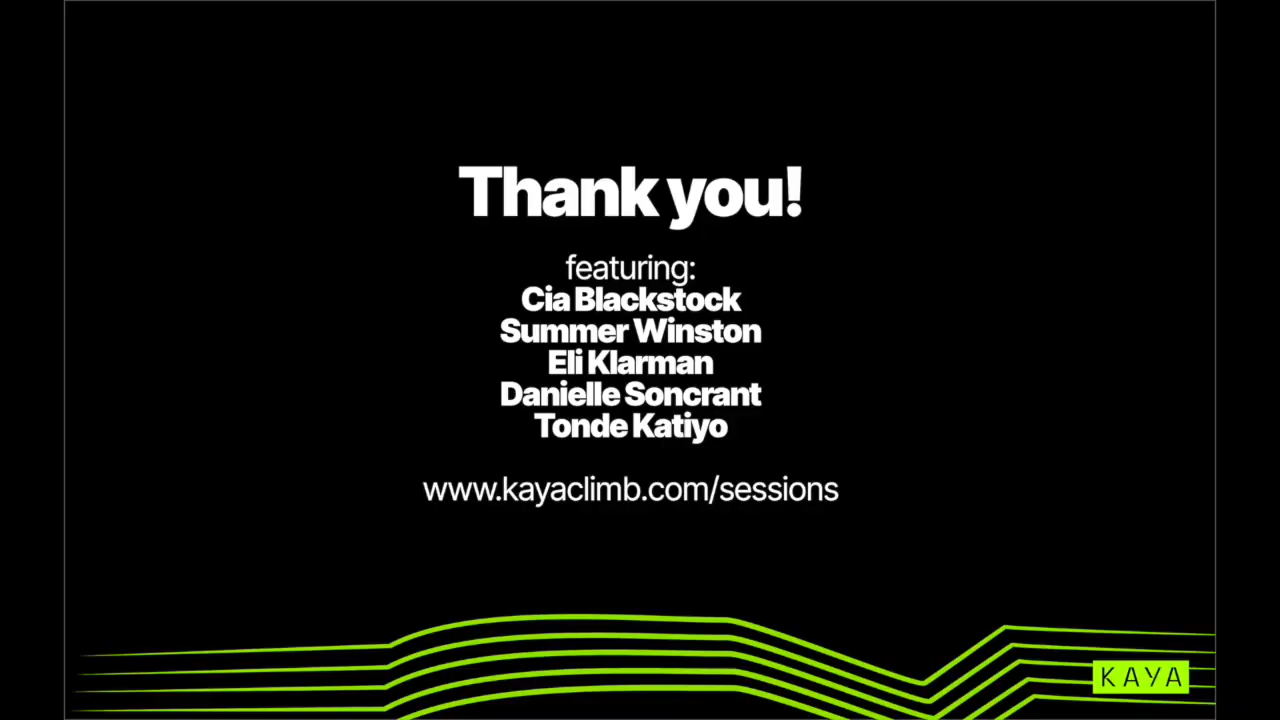 Thank you!
featuring:
Cia Blackstock
Summer Winston
Eli Klarman
Danielle Soncrant
Tonde Katiyo
www.kayaclimb.com/sessions
KAYA